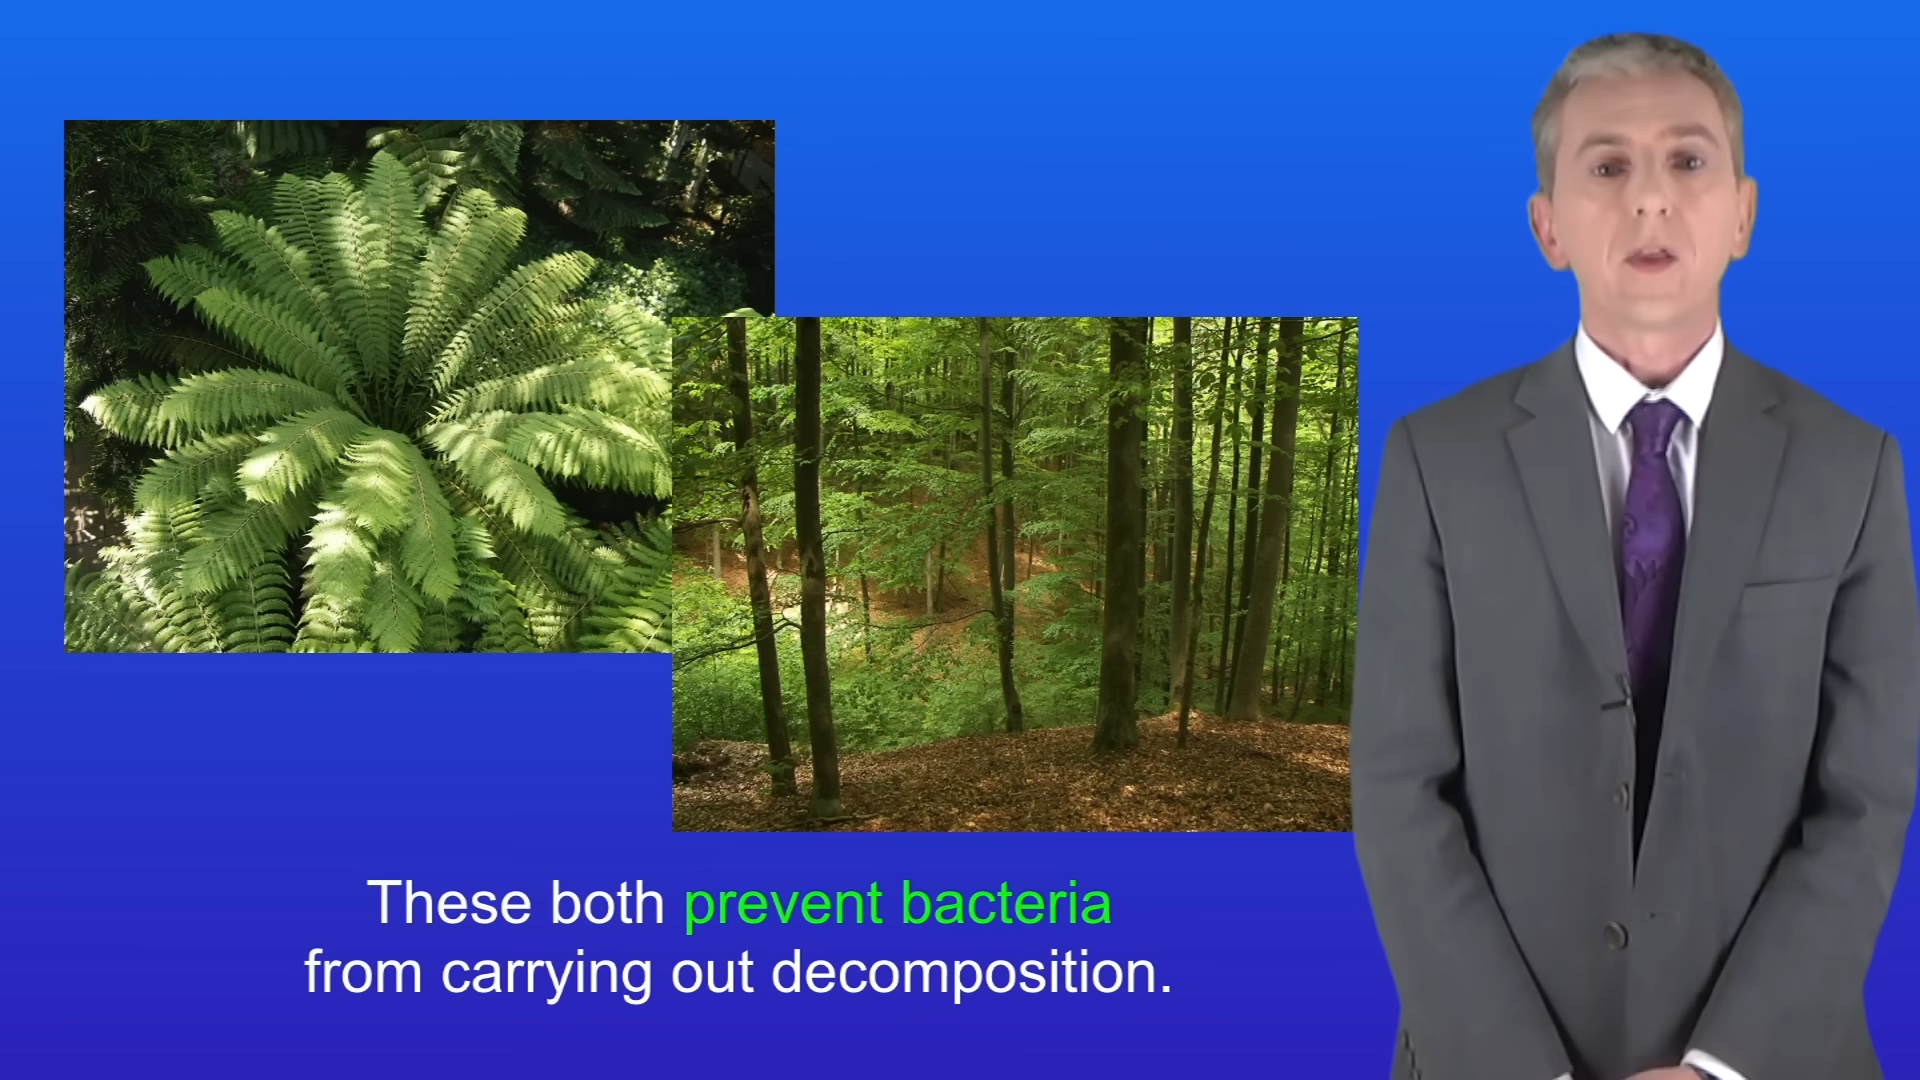 These both prevent bacteria
from carrying out decomposition.